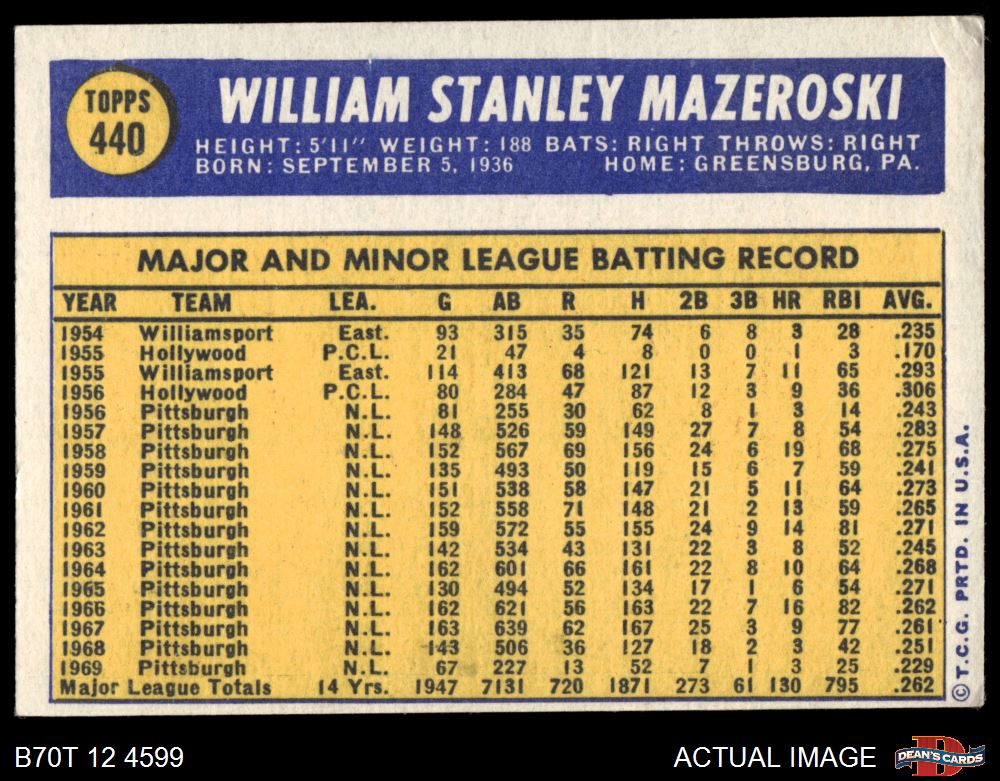 TOPPS
440
WILLIAM STANLEY MAZEROSKI
HEIGHT: 5'11" WEIGHT: 188 BATS: RIGHT THROWS: RIGHT
BORN: SEPTEMBER 5, 1936 HOME: GREENSBURG, PA.
MAJOR AND MINOR LEAGUE BATTING RECORD
YEAR TEAM LEA. G AB R H 2B 3B HR RBI AVG.
1954 Williamsport East. 93 315 35 74 6 8 3 28 .235
1955 Hollywood P.C.L. 21 47 4 8 0 0 1 3 .170
1955 Williamsport East. 114 413 68 121 13 7 11 65 .293
1956 Hollywood P.C.L. 80 284 47 87 12 3 9 36 .306
1956 Pittsburgh N.L. 81 255 30 62 8 1 3 14 .243
1957 Pittsburgh N.L. 148 526 59 149 27 7 8 54 .283
1958 Pittsburgh N.L. 152 567 69 156 24 6 19 68 .275
1959 Pittsburgh N.L. 135 493 50 119 15 6 7 59 .241
1960 Pittsburgh N.L. 151 538 58 147 21 5 11 64 .273
1961 Pittsburgh N.L. 152 558 71 148 21 2 13 59 .265
1962 Pittsburgh N.L. 159 572 55 155 24 9 14 81 .271
1963 Pittsburgh N.L. 142 534 43 131 22 3 8 52 .245
1964 Pittsburgh N.L. 162 601 66 161 22 8 10 64 .268
1965 Pittsburgh N.L. 130 494 52 134 17 1 6 54 .271
1966 Pittsburgh N.L. 162 621 56 163 22 7 16 82 .262
1967 Pittsburgh N.L. 163 639 62 167 25 3 9 77 .261
1968 Pittsburgh N.L. 143 506 36 127 18 2 3 42 .251
1969 Pittsburgh N.L. 67 227 13 52 7 1 3 25 .229
Major League Totals 14 Yrs. 1947 7131 720 1871 273 61 130 795 .262
© T.C.G. PRTD. IN U.S.A.
B70T 12 4599
ACTUAL IMAGE
D
DEAN'S CARDS